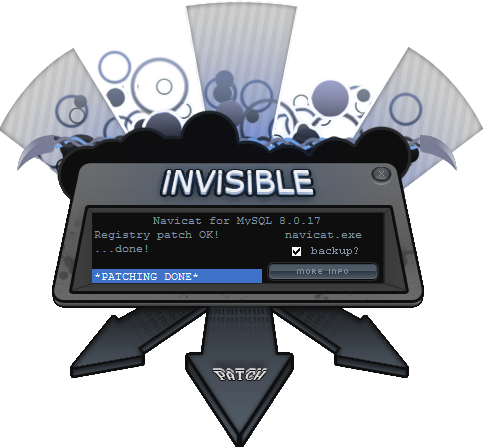 iNViSiBLE
Navicat for MySQL 8.0.17
Registry patch OK! navicat.exe
...done! backup?
*PATCHING DONE* MORE INFO
PATCH